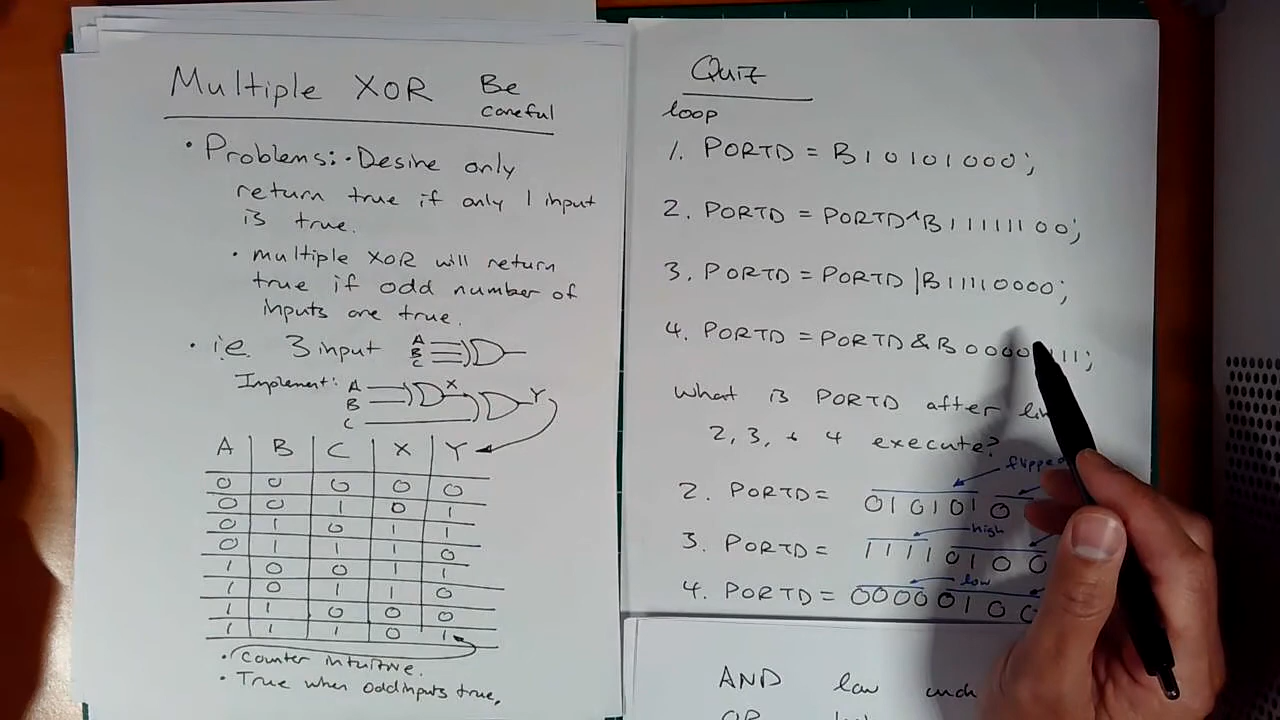 Multiple XOR Be
careful
• Problems: • Desire only
return true if only 1 input
is true.
• multiple XOR will return
true if odd number of
inputs are true.
• i.e. 3 input A B C
Implement: A B C X Y
A B C X Y
0 0 0 0 0
0 0 1 0 1
0 1 0 1 1
0 1 1 1 0
1 0 0 1 1
1 0 1 1 0
1 1 0 0 0
1 1 1 0 1
• counter intuitive.
• True when odd inputs true.
Quiz
loop
1. PORTD = B10101000;
2. PORTD = PORTD^B11111100;
3. PORTD = PORTD |B11110000;
4. PORTD = PORTD & B0000 111;
What is PORTD after
2, 3, + 4 execute?
flipped
2. PORTD = 010101 0
high
3. PORTD = 11110100
low
4. PORTD = 00000100
AND low
OR